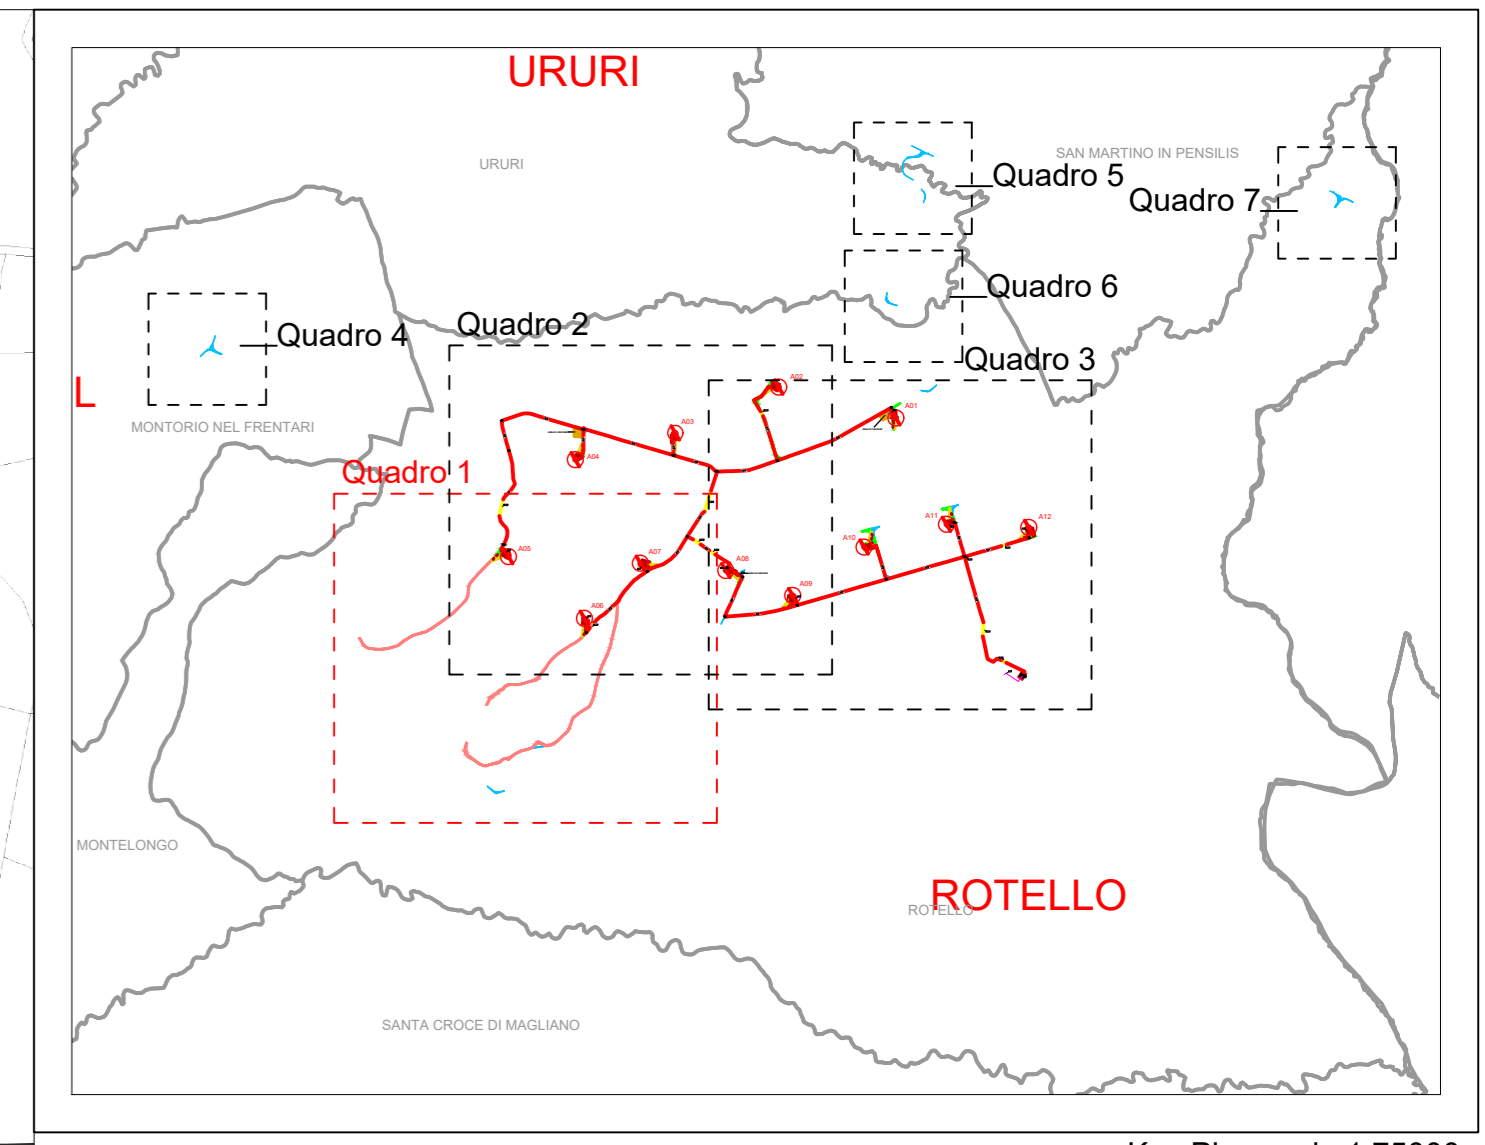 URURI
URURI
SAN MARTINO IN PENSILIS
Quadro 5
Quadro 7
Quadro 6
Quadro 4
Quadro 2
Quadro 3
L
MONTORIO NEL FRENTARI
A02
A01
A03
A04
Quadro 1
A11
A12
A10
A05
A07
A08
A09
A06
MONTELONGO
ROTELLO
ROTELLO
SANTA CROCE DI MAGLIANO